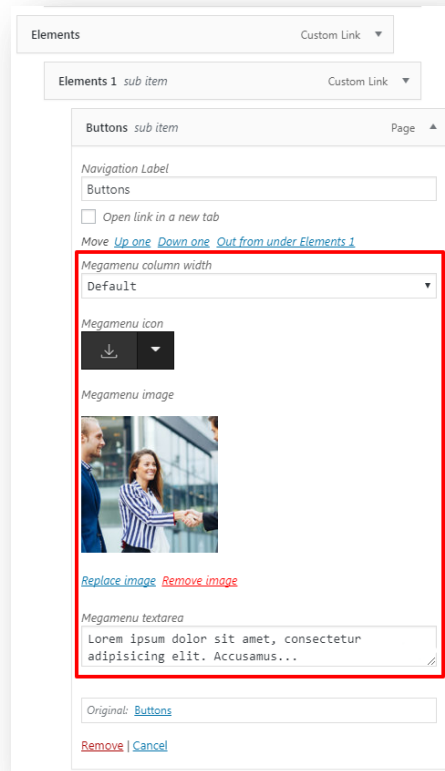 Elements Custom Link
Elements 1 sub item Custom Link
Buttons sub item Page
Navigation Label
Buttons
Open link in a new tab
Move Up one Down one Out from under Elements 1
Megamenu column width
Default
Megamenu icon
Megamenu image
Replace image Remove image
Megamenu textarea
Lorem ipsum dolor sit amet, consectetur
adipisicing elit. Accusamus...
Original: Buttons
Remove | Cancel